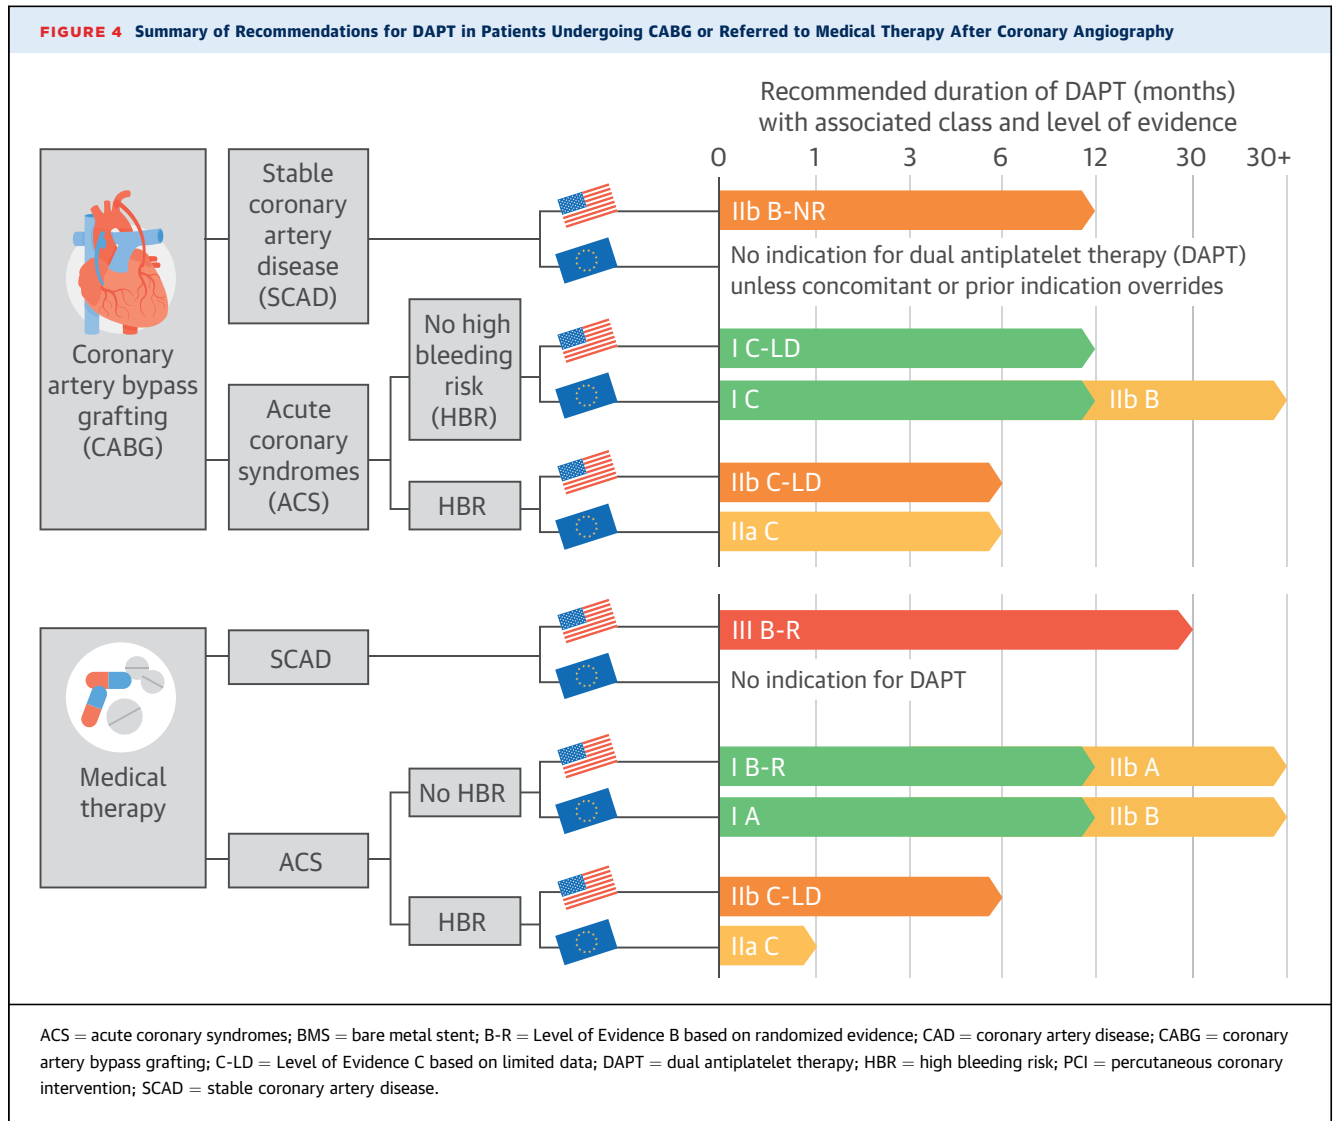 FIGURE 4 Summary of Recommendations for DAPT in Patients Undergoing CABG or Referred to Medical Therapy After Coronary Angiography
Recommended duration of DAPT (months)
with associated class and level of evidence
0 1 3 6 12 30 30+
Coronary
artery bypass
grafting
(CABG)
Stable
coronary
artery
disease
(SCAD)
IIb B-NR
No indication for dual antiplatelet therapy (DAPT)
unless concomitant or prior indication overrides
Acute
coronary
syndromes
(ACS)
No high
bleeding
risk
(HBR)
I C-LD
I C IIb B
HBR
IIb C-LD
IIa C
Medical
therapy
SCAD
III B-R
No indication for DAPT
ACS
No HBR
I B-R IIb A
I A IIb B
HBR
IIb C-LD
IIa C
ACS = acute coronary syndromes; BMS = bare metal stent; B-R = Level of Evidence B based on randomized evidence; CAD = coronary artery disease; CABG = coronary
artery bypass grafting; C-LD = Level of Evidence C based on limited data; DAPT = dual antiplatelet therapy; HBR = high bleeding risk; PCI = percutaneous coronary
intervention; SCAD = stable coronary artery disease.